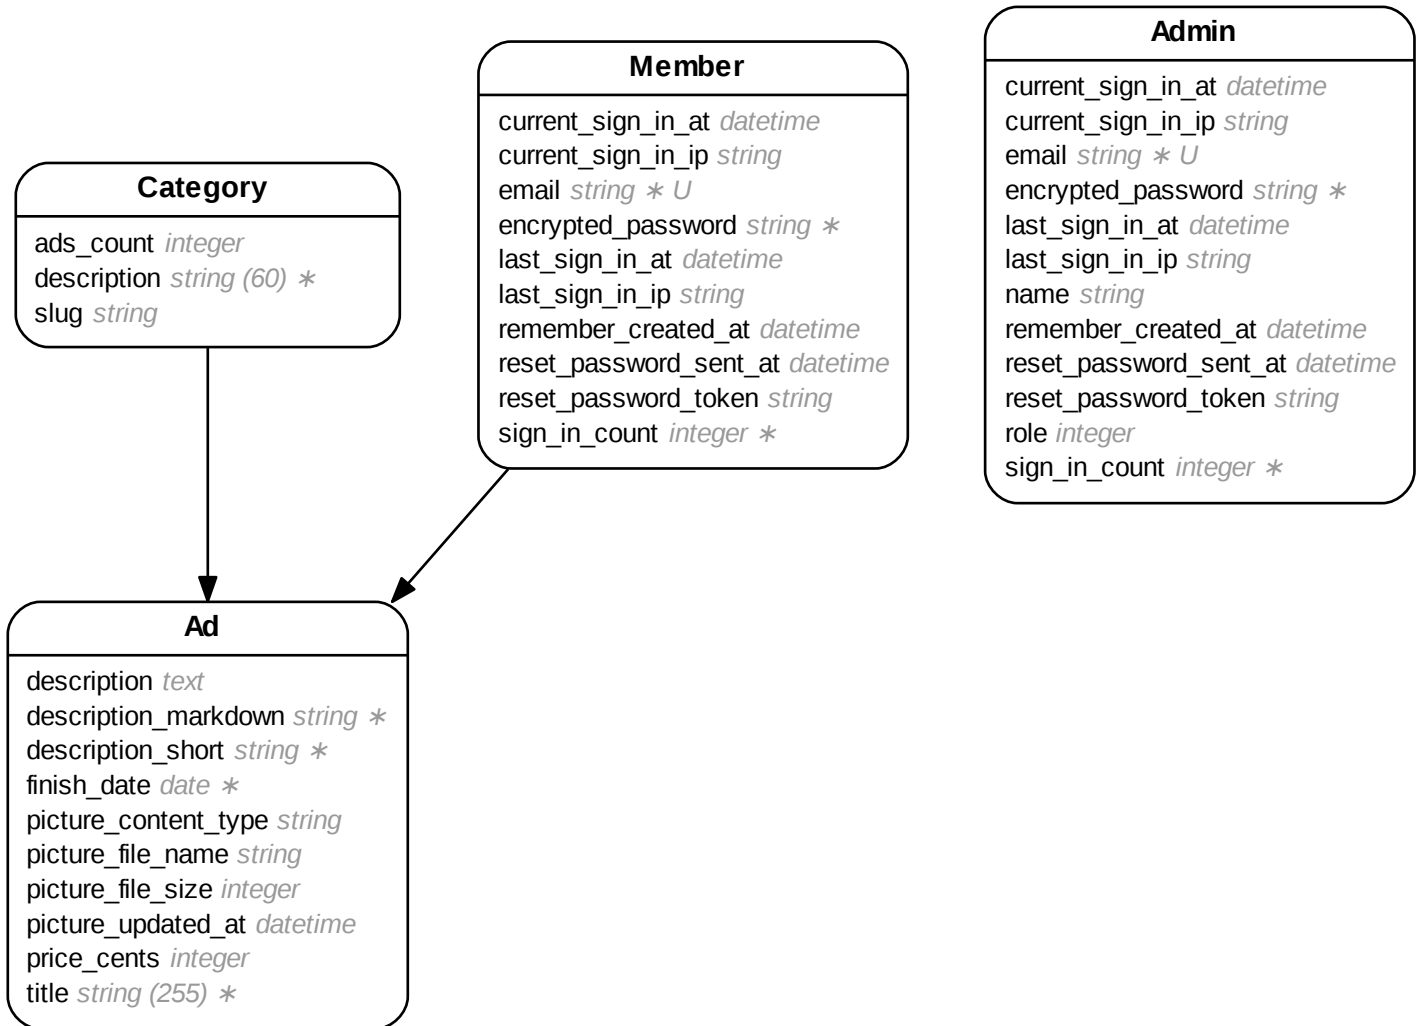 Category
ads_count integer
description string (60) ∗
slug string
Member
current_sign_in_at datetime
current_sign_in_ip string
email string ∗ U
encrypted_password string ∗
last_sign_in_at datetime
last_sign_in_ip string
remember_created_at datetime
reset_password_sent_at datetime
reset_password_token string
sign_in_count integer ∗
Admin
current_sign_in_at datetime
current_sign_in_ip string
email string ∗ U
encrypted_password string ∗
last_sign_in_at datetime
last_sign_in_ip string
name string
remember_created_at datetime
reset_password_sent_at datetime
reset_password_token string
role integer
sign_in_count integer ∗
Ad
description text
description_markdown string ∗
description_short string ∗
finish_date date ∗
picture_content_type string
picture_file_name string
picture_file_size integer
picture_updated_at datetime
price_cents integer
title string (255) ∗